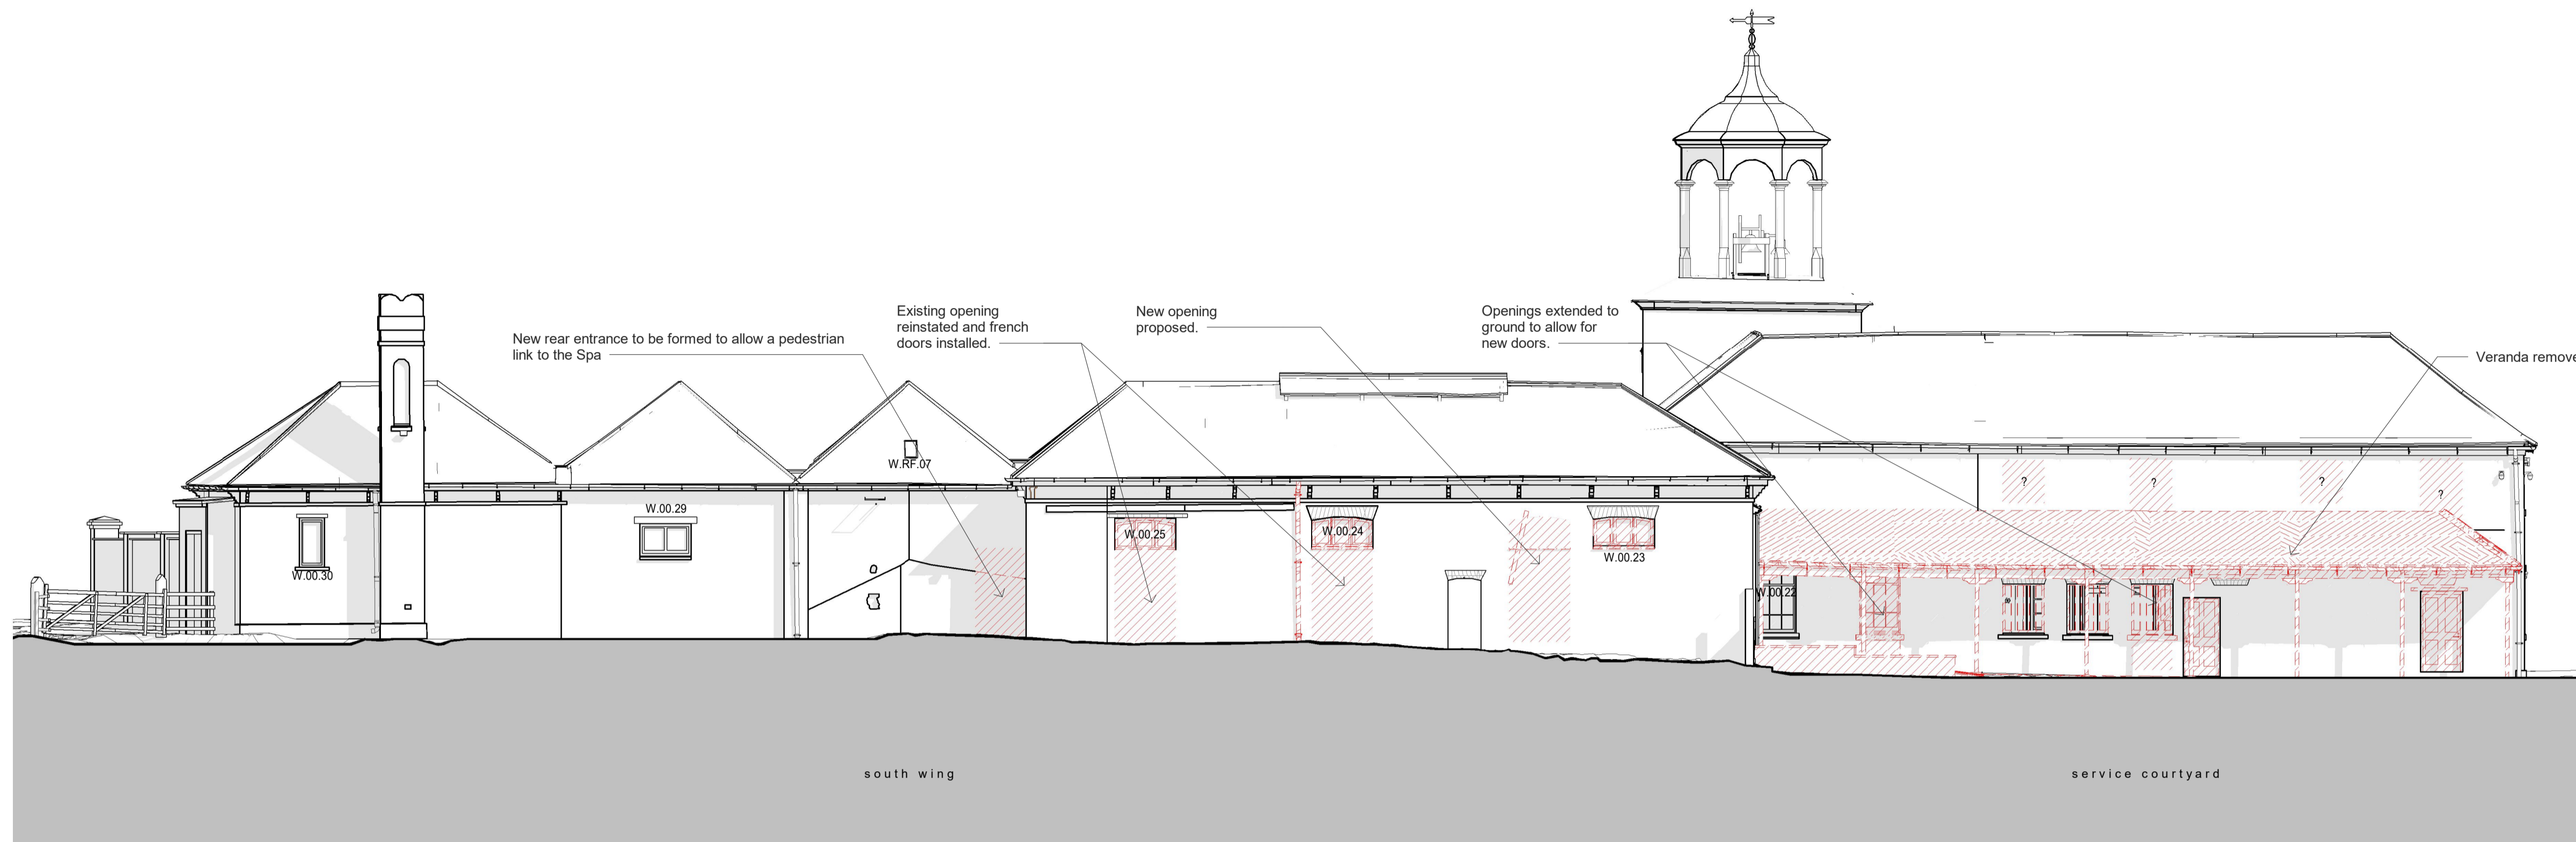 Existing opening
reinstated and french
doors installed.
New opening
proposed.
Openings extended to
ground to allow for
new doors.
New rear entrance to be formed to allow a pedestrian
link to the Spa
Veranda remove
W.RF.07
W.00.29
W.00.30
W.00.25
W.00.24
W.00.23
W.00.22
?
?
?
?
south wing
service courtyard